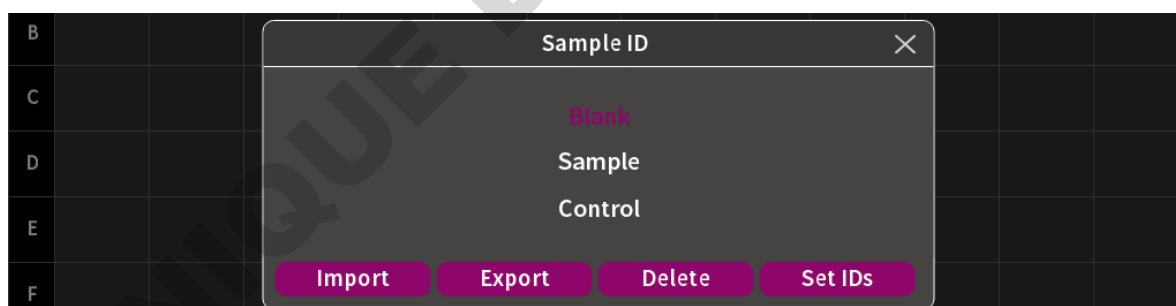 B
Sample ID
C
Blank
D
Sample
Control
E
Import Export Delete Set IDs
F